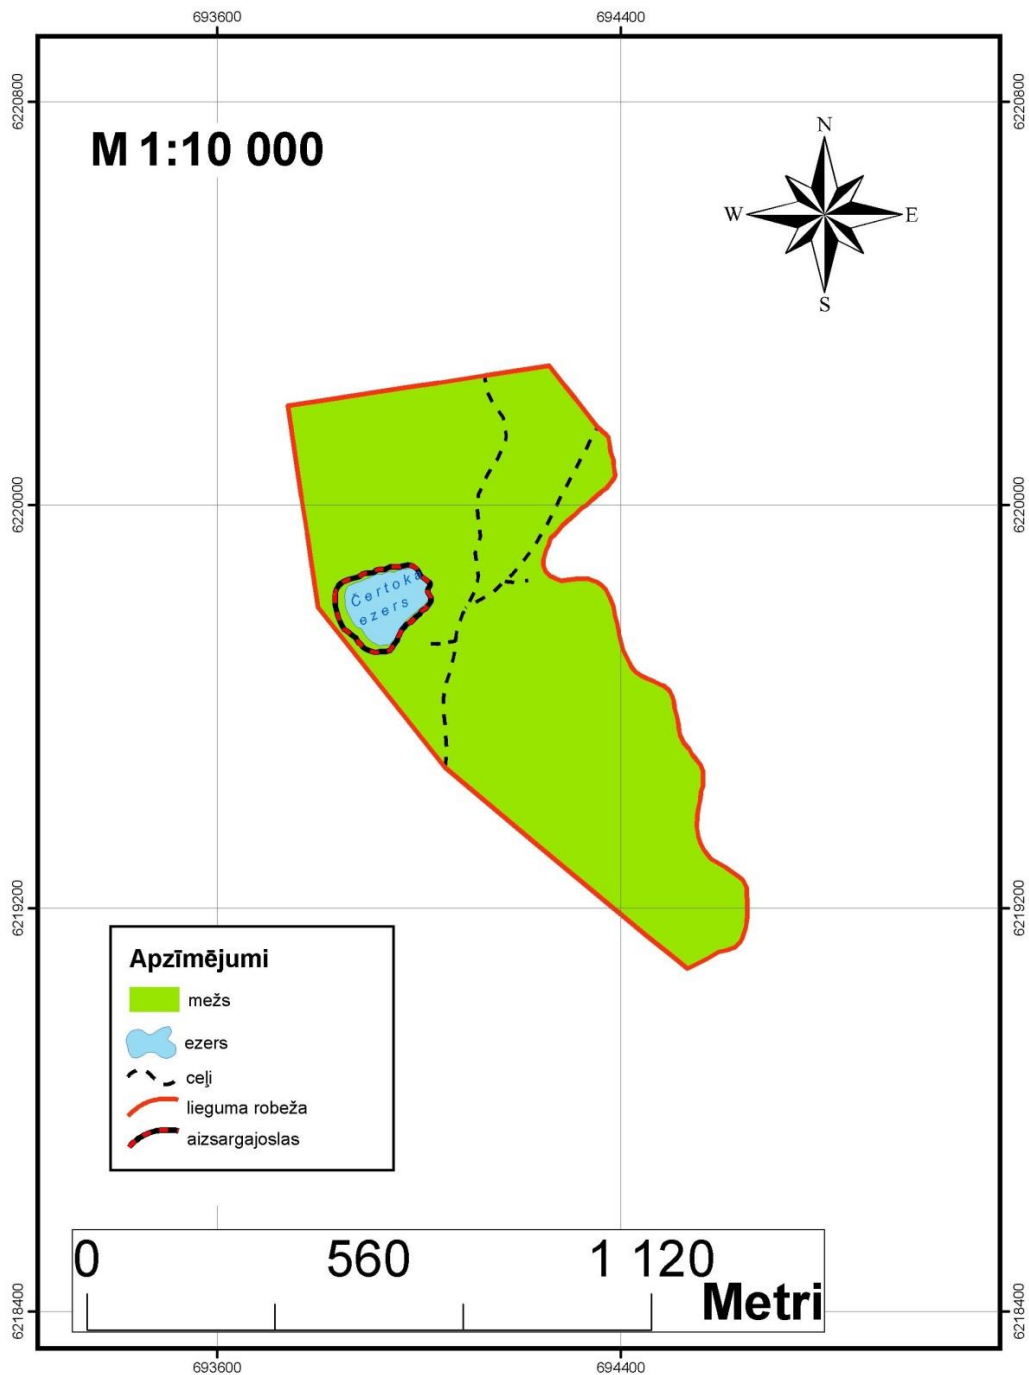 693600 694400
6220800 6220800
M 1:10 000
N
W E
S
6220000 6220000
Čertoka
ezers
6219200 6219200
Apzīmējumi
mežs
ezers
ceļi
lieguma robeža
aizsargajoslas
0 560 1 120
Metri
6218400 6218400
693600 694400